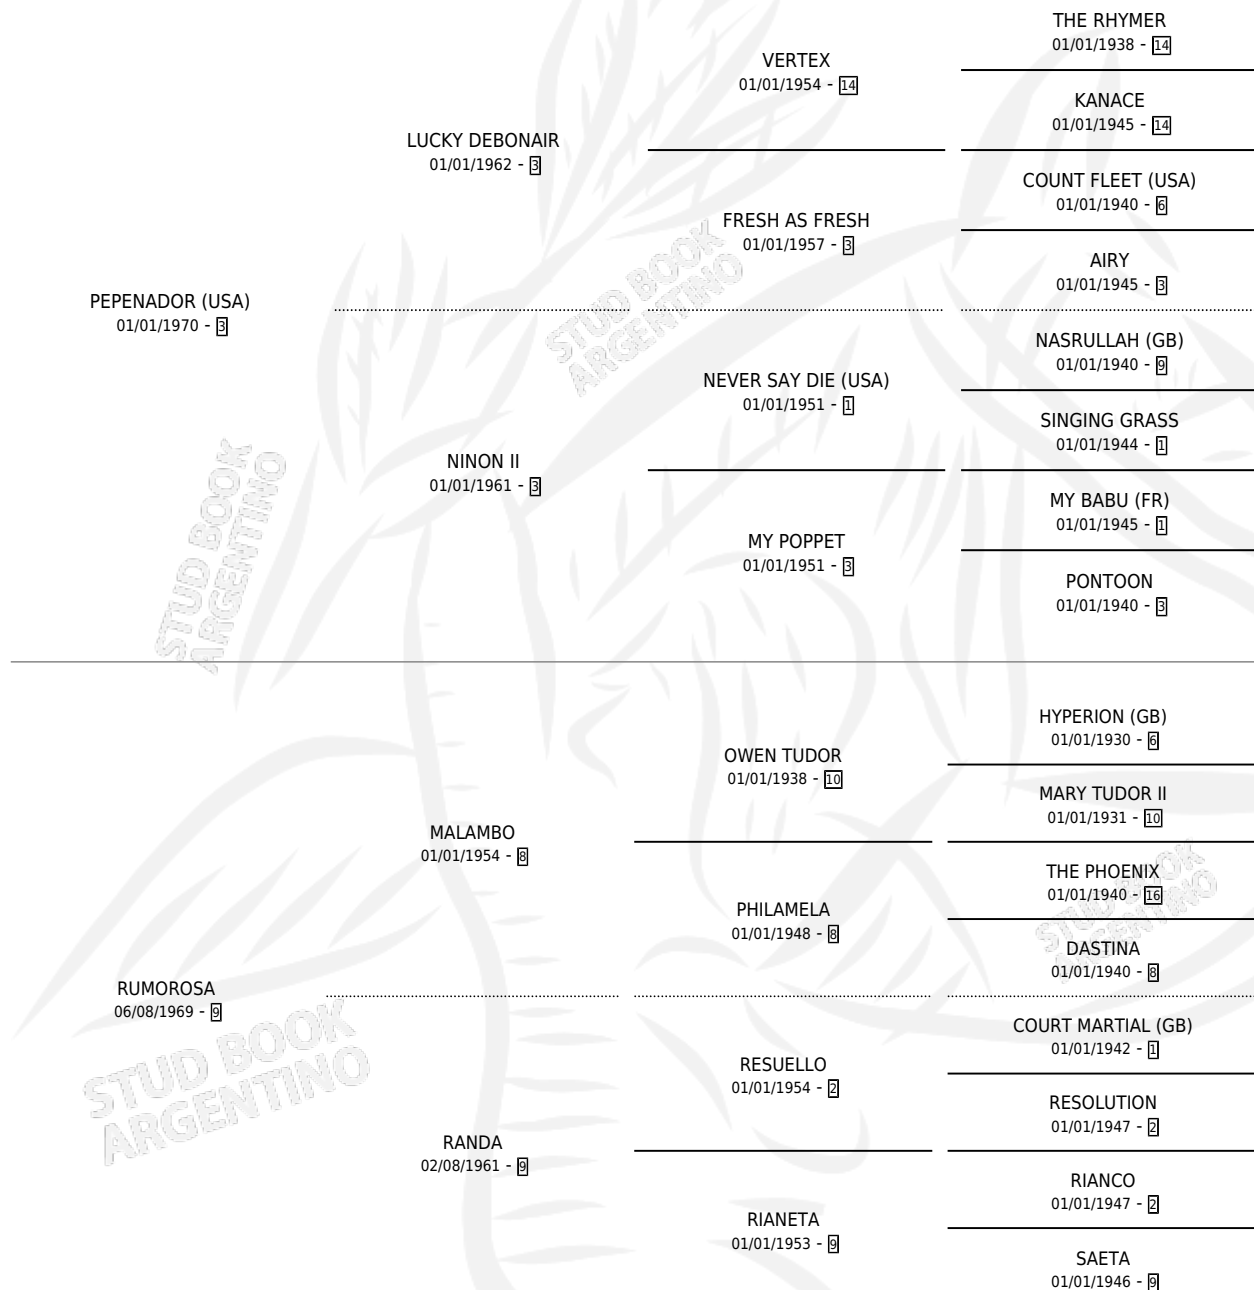 THE RHYMER
01/01/1938 - 14
VERTEX
01/01/1954 - 14
KANACE
01/01/1945 - 14
LUCKY DEBONAIR
01/01/1962 - 3
COUNT FLEET (USA)
01/01/1940 - 6
FRESH AS FRESH
01/01/1957 - 3
AIRY
01/01/1945 - 3
PEPENADOR (USA)
01/01/1970 - 3
NASRULLAH (GB)
01/01/1940 - 9
NEVER SAY DIE (USA)
01/01/1951 - 1
SINGING GRASS
01/01/1944 - 1
NINON II
01/01/1961 - 3
MY BABU (FR)
01/01/1945 - 1
MY POPPET
01/01/1951 - 3
PONTOON
01/01/1940 - 3
HYPERION (GB)
01/01/1930 - 6
OWEN TUDOR
01/01/1938 - 10
MARY TUDOR II
01/01/1931 - 10
MALAMBO
01/01/1954 - 8
THE PHOENIX
01/01/1940 - 16
PHILAMELA
01/01/1948 - 8
DASTINA
01/01/1940 - 8
RUMOROSA
06/08/1969 - 9
COURT MARTIAL (GB)
01/01/1942 - 1
RESUELLO
01/01/1954 - 2
RESOLUTION
01/01/1947 - 2
RANDA
02/08/1961 - 9
RIANCO
01/01/1947 - 2
RIANETA
01/01/1953 - 9
SAETA
01/01/1946 - 9
STUD BOOK
ARGENTINO
STUD BOOK
ARGENTINO
STUD BOOK
ARGENTINO
STUD BOOK
ARGENTINO